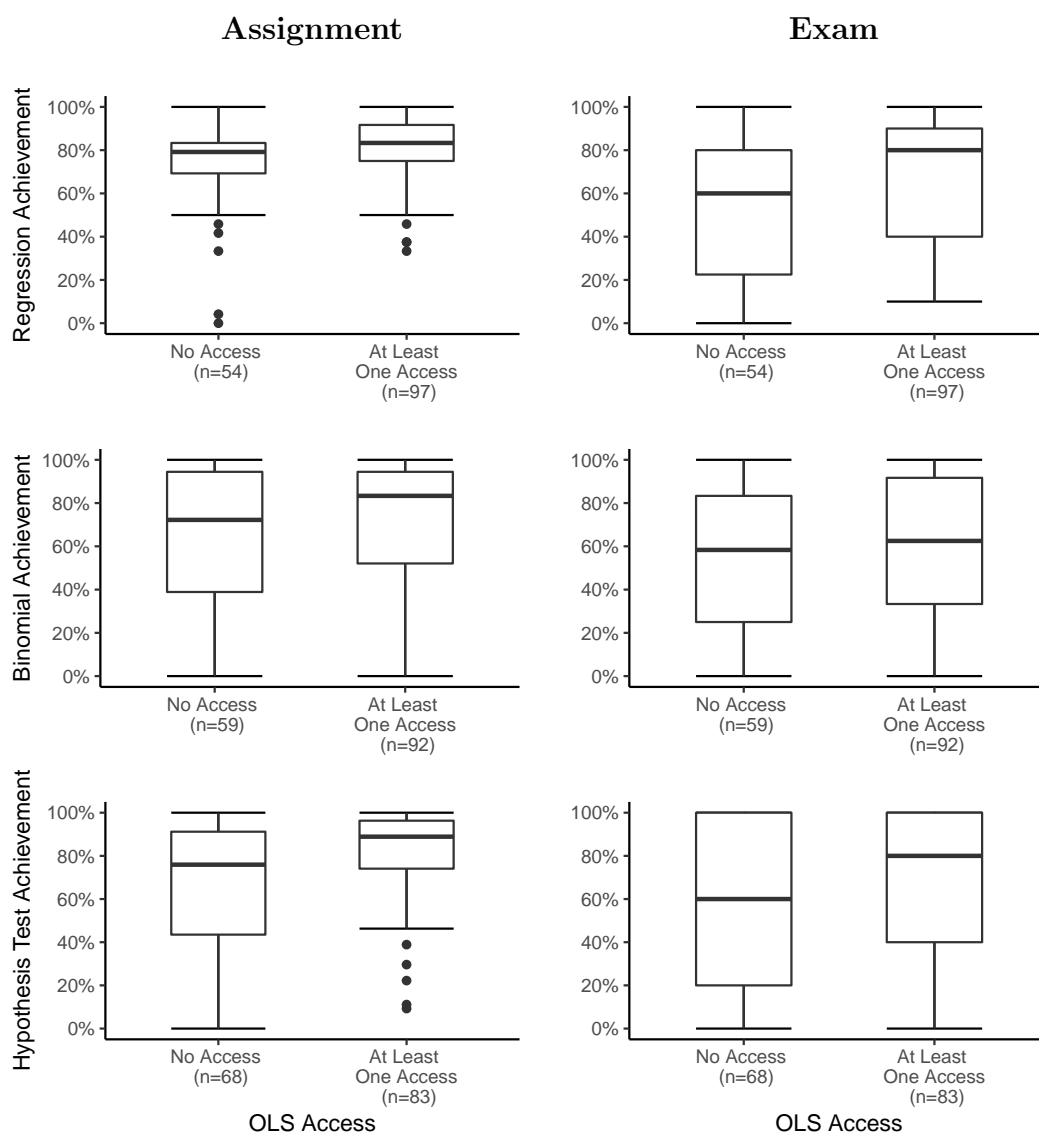 Assignment
Exam
Regression Achievement
100%
80%
60%
40%
20%
0%
No Access
(n=54)
At Least
One Access
(n=97)
100%
80%
60%
40%
20%
0%
No Access
(n=54)
At Least
One Access
(n=97)
Binomial Achievement
100%
80%
60%
40%
20%
0%
No Access
(n=59)
At Least
One Access
(n=92)
100%
80%
60%
40%
20%
0%
No Access
(n=59)
At Least
One Access
(n=92)
Hypothesis Test Achievement
100%
80%
60%
40%
20%
0%
No Access
(n=68)
At Least
One Access
(n=83)
OLS Access
100%
80%
60%
40%
20%
0%
No Access
(n=68)
At Least
One Access
(n=83)
OLS Access